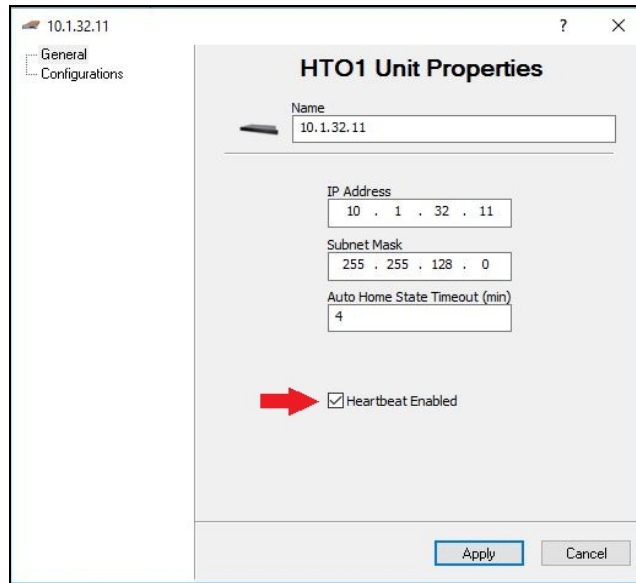 10.1.32.11
?
General
Configurations
HTO1 Unit Properties
Name
10.1.32.11
IP Address
10 . 1 . 32 . 11
Subnet Mask
255 . 255 . 128 . 0
Auto Home State Timeout (min)
4
Heartbeat Enabled
Apply Cancel